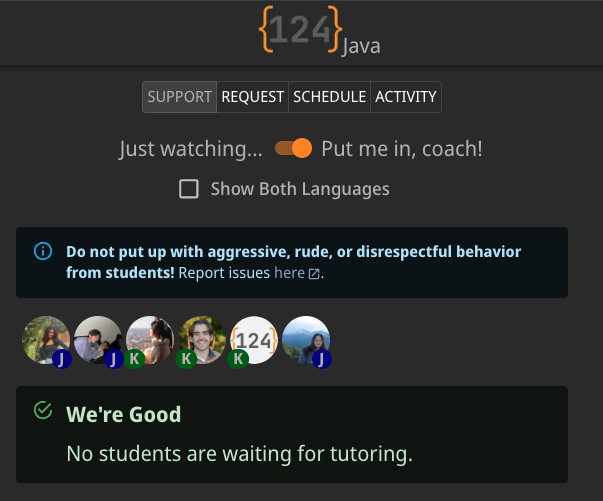 {124}Java
SUPPORT REQUEST SCHEDULE ACTIVITY
Just watching... Put me in, coach!
Show Both Languages
Do not put up with aggressive, rude, or disrespectful behavior
from students! Report issues here.
J J K K {124} K J
We're Good
No students are waiting for tutoring.